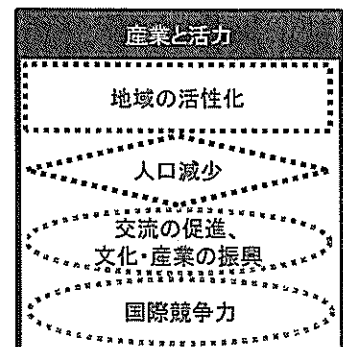 産業と活力
地域の活性化
人口減少
交流の促進、
文化・産業の振興
国際競争力